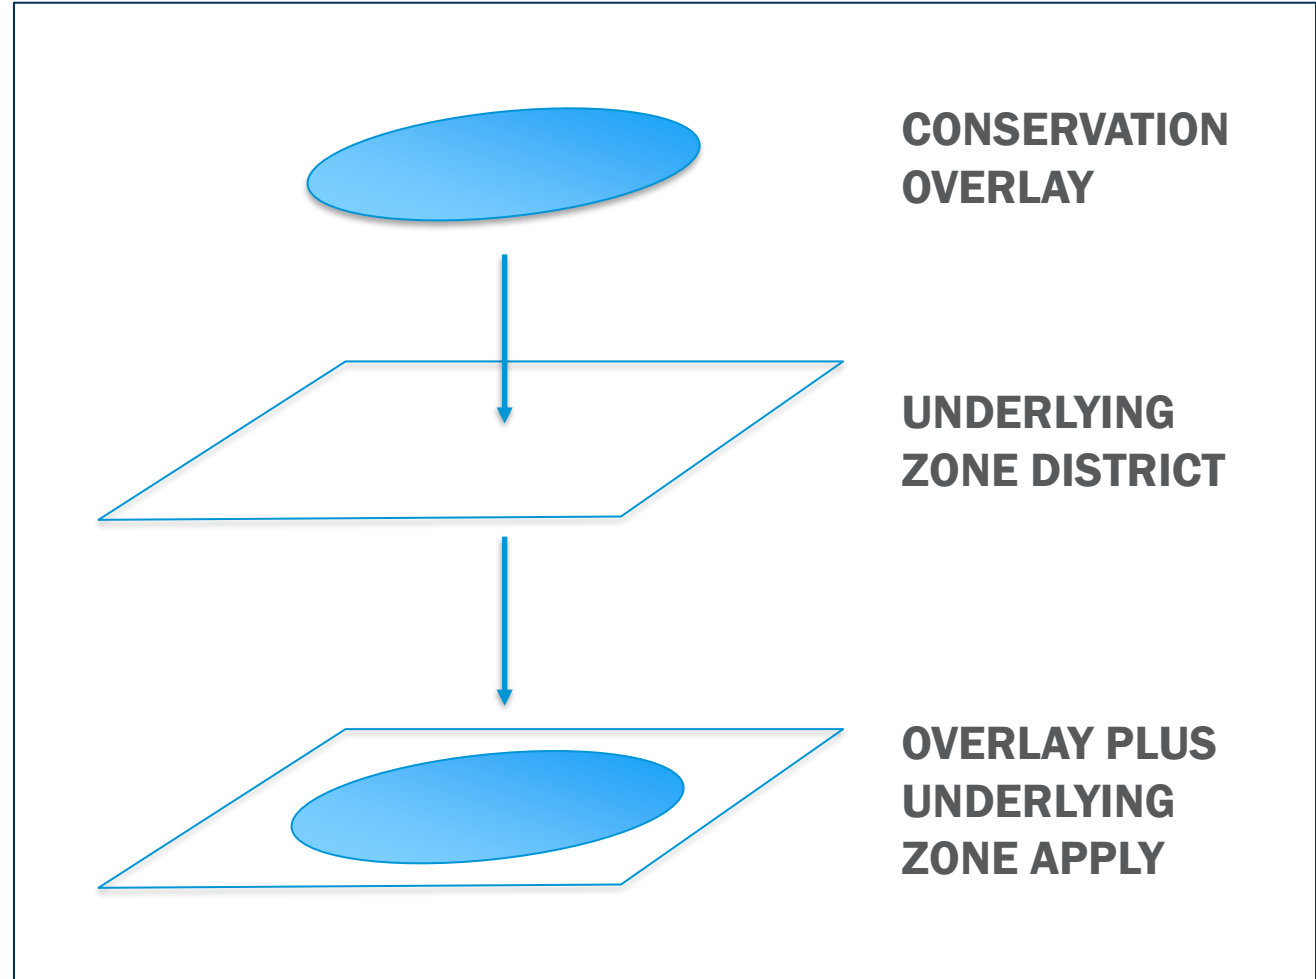 CONSERVATION
OVERLAY
UNDERLYING
ZONE DISTRICT
OVERLAY PLUS
UNDERLYING
ZONE APPLY